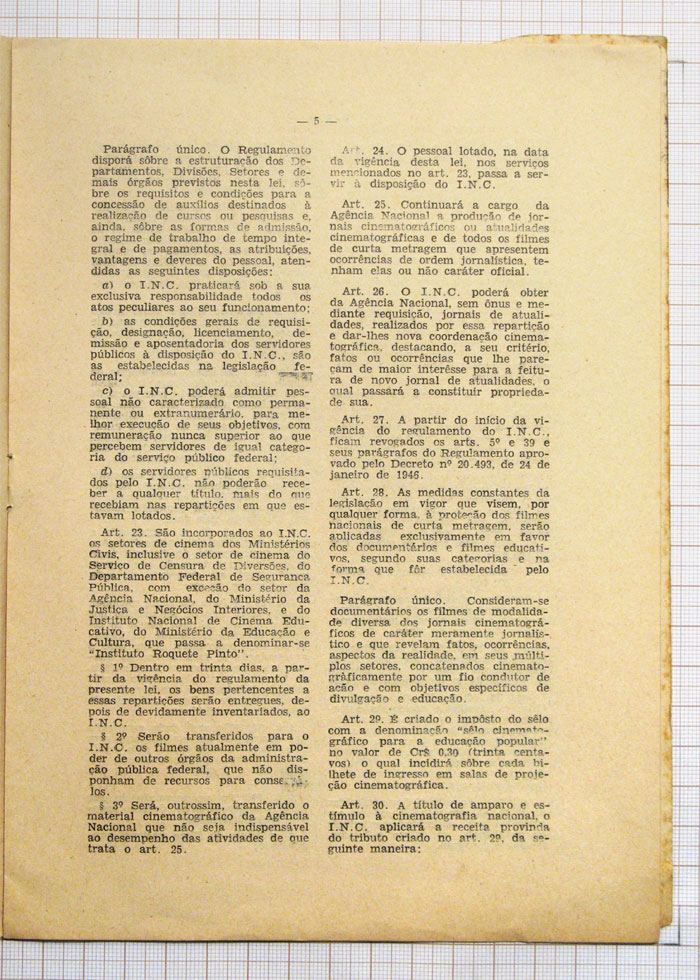 — 5 —
Parágrafo único. O Regulamento
disporá sôbre a estruturação dos De-
partamentos, Divisões, Setores e de-
mais órgãos previstos nesta lei, sô-
bre os requisitos e condições para a
concessão de auxílios destinados à
realização de cursos ou pesquisas e,
ainda, sôbre as formas de admissão,
o regime de trabalho de tempo inte-
gral e de pagamentos, as atribuições,
vantagens e deveres do pessoal, aten-
didas as seguintes disposições:
a) o I.N.C. praticará sob a sua
exclusiva responsabilidade todos os
atos peculiares ao seu funcionamento;
b) as condições gerais de requisi-
ção, designação, licenciamento, de-
missão e aposentadoria dos servidores
públicos à disposição do I.N.C., são
as estabelecidas na legislação fe-
deral;
c) o I.N.C. poderá admitir pes-
soal não caracterizado como perma-
nente ou extranumerário, para me-
lhor execução de seus objetivos, com
remuneração nunca superior ao que
percebem servidores de igual catego-
ria do serviço público federal;
d) os servidores públicos requisita-
dos pelo I.N.C. não poderão rece-
ber a qualquer título, mais do que
recebiam nas repartições em que es-
tavam lotados.
Art. 23. São incorporados ao I.N.C.
os setores de cinema dos Ministérios
Civis, inclusive o setor de cinema do
Serviço de Censura de Diversões, do
Departamento Federal de Segurança
Pública, com exceção do setor da
Agência Nacional, do Ministério da
Justiça e Negócios Interiores, e do
Instituto Nacional de Cinema Edu-
cativo, do Ministério da Educação e
Cultura, que passa a denominar-se
"Instituto Roquete Pinto".
§ 1º Dentro em trinta dias, a par-
tir da vigência do regulamento da
presente lei, os bens pertencentes a
essas repartições serão entregues, de-
pois de devidamente inventariados, ao
I.N.C.
§ 2º Serão transferidos para o
I.N.C. os filmes atualmente em po-
der de outros órgãos da administra-
ção pública federal, que não dis-
ponham de recursos para conservá-
los.
§ 3º Será, outrossim, transferido o
material cinematográfico da Agência
Nacional que não seja indispensável
ao desempenho das atividades de que
trata o art. 25.
Art. 24. O pessoal lotado, na data
da vigência desta lei, nos serviços
mencionados no art. 23, passa a ser-
vir à disposição do I.N.C.
Art. 25. Continuará a cargo da
Agência Nacional a produção de jor-
nais cinematográficos ou atualidades
cinematográficas e de todos os filmes
de curta metragem que apresentem
ocorrências de ordem jornalística, te-
nham elas ou não caráter oficial.
Art. 26. O I.N.C. poderá obter
da Agência Nacional, sem ônus e me-
diante requisição, jornais de atuali-
dades, realizados por essa repartição
e dar-lhes nova coordenação cinema-
tográfica, destacando, a seu critério,
fatos ou ocorrências que lhe pare-
çam de maior interêsse para a feitu-
ra de novo jornal de atualidades, o
qual passará a constituir proprieda-
de sua.
Art. 27. A partir do início da vi-
gência do regulamento do I.N.C.,
ficam revogados os arts. 5º e 39 e
seus parágrafos do Regulamento apro-
vado pelo Decreto nº 20.493, de 24 de
janeiro de 1946.
Art. 28. As medidas constantes da
legislação em vigor que visem, por
qualquer forma, à proteção dos filmes
nacionais de curta metragem, serão
aplicadas exclusivamente em favor
dos documentários e filmes educati-
vos, segundo suas categorias e na
forma que fôr estabelecida pelo
I.N.C.
Parágrafo único. Consideram-se
documentários os filmes de modalida-
de diversa dos jornais cinematográ-
ficos de caráter meramente jornalís-
tico e que revelam fatos, ocorrências,
aspectos da realidade, em seus múlti-
plos setores, concatenados cinemato-
gràficamente por um fio condutor de
ação e com objetivos específicos de
divulgação e educação.
Art. 29. É criado o impôsto do sêlo
com a denominação "sêlo cinemato-
gráfico para a educação popular"
no valor de Cr$ 0,30 (trinta centa-
vos) o qual incidirá sôbre cada bi-
lhete de ingresso em salas de proje-
ção cinematográfica.
Art. 30. A título de amparo e es-
tímulo à cinematografia nacional, o
I.N.C. aplicará a receita provinda
do tributo criado no art. 29, da se-
guinte maneira: